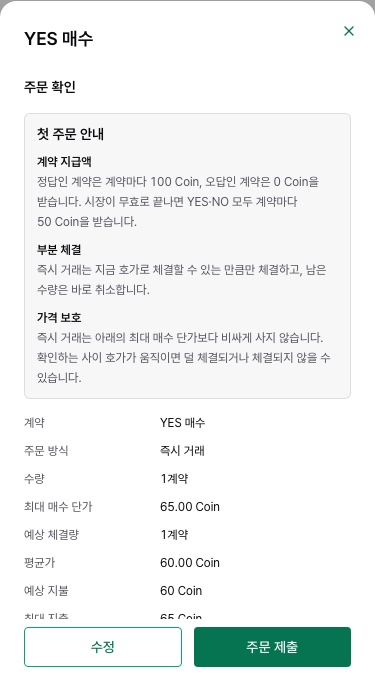 YES 매수
주문 확인
첫 주문 안내
계약 지급액
정답인 계약은 계약마다 100 Coin, 오답인 계약은 0 Coin을
받습니다. 시장이 무효로 끝나면 YES·NO 모두 계약마다
50 Coin을 받습니다.
부분 체결
즉시 거래는 지금 호가로 체결할 수 있는 만큼만 체결하고, 남은
수량은 바로 취소합니다.
가격 보호
즉시 거래는 아래의 최대 매수 단가보다 비싸게 사지 않습니다.
확인하는 사이 호가가 움직이면 덜 체결되거나 체결되지 않을 수
있습니다.
계약 YES 매수
주문 방식 즉시 거래
수량 1계약
최대 매수 단가 65.00 Coin
예상 체결량 1계약
평균가 60.00 Coin
예상 지불 60 Coin
최대 지출 65 Coin
수정 주문 제출